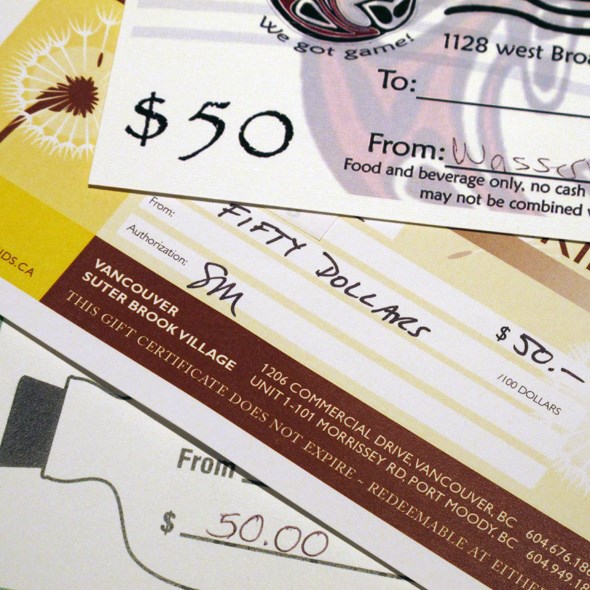 We got game!
1128 west
To:
$50
From:
Food and beverage only, no cash
may not be combined
From:
FIFTY DOLLARS
Authorization:
SM
$50.-
/100 DOLLARS
VANCOUVER
SUTER BROOK VILLAGE
1206 COMMERCIAL DRIVE, VANCOUVER, BC
UNIT 1-101 MORRISSEY RD, PORT MOODY, BC
THIS GIFT CERTIFICATE DOES NOT EXPIRE ~ REDEEMABLE AT
From
$ 50.00